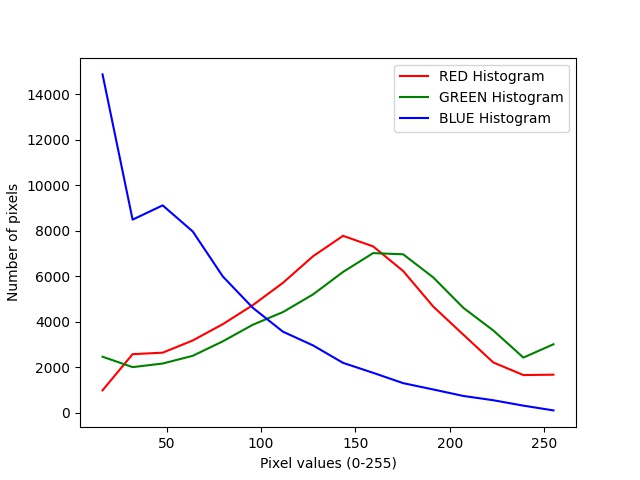 RED Histogram
GREEN Histogram
BLUE Histogram
14000
12000
10000
8000
6000
4000
2000
0
Number of pixels
50 100 150 200 250
Pixel values (0-255)